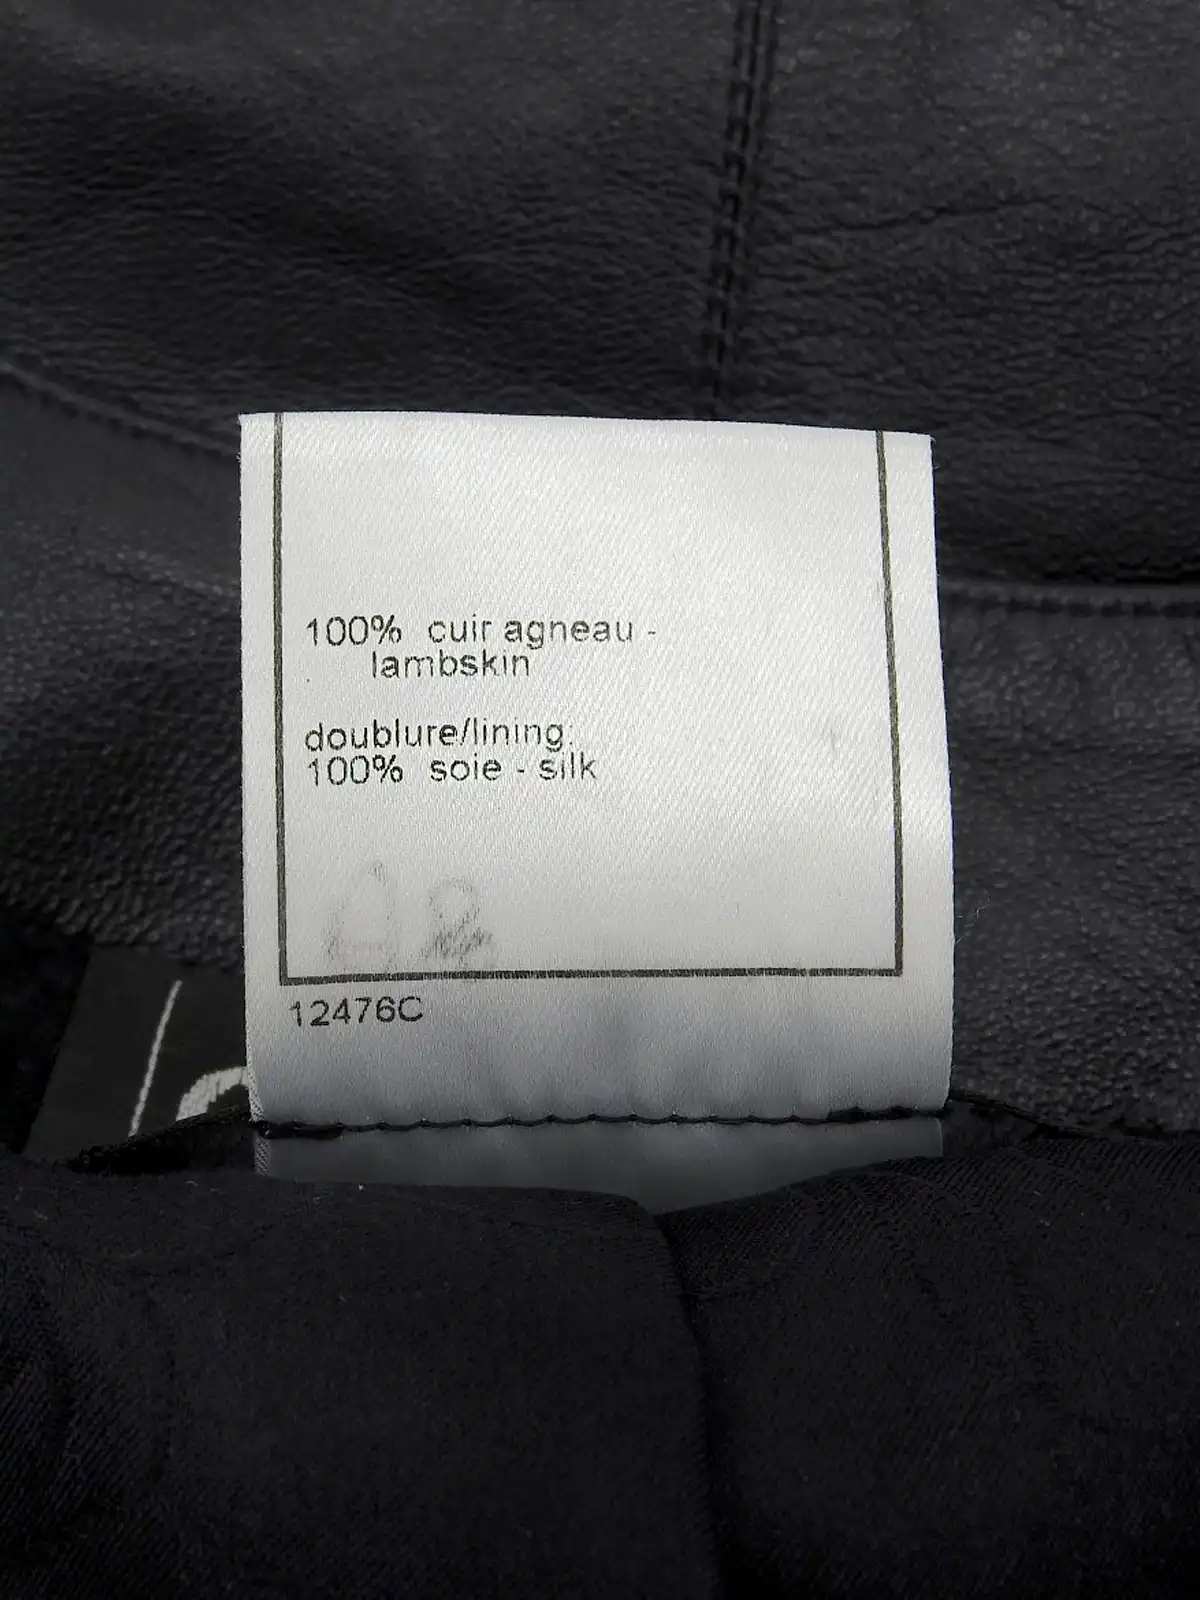 100% cuir agneau -
lambskin
doublure/lining:
100% soie - silk
12476C